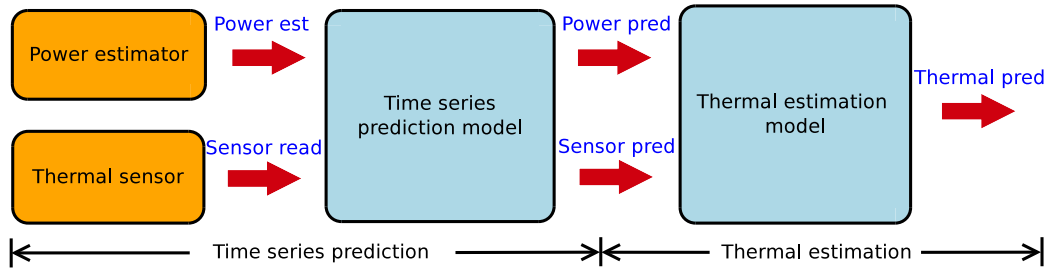 Power estimator
Power est
Thermal sensor
Sensor read
Time series
prediction model
Power pred
Sensor pred
Thermal estimation
model
Thermal pred
Time series prediction
Thermal estimation